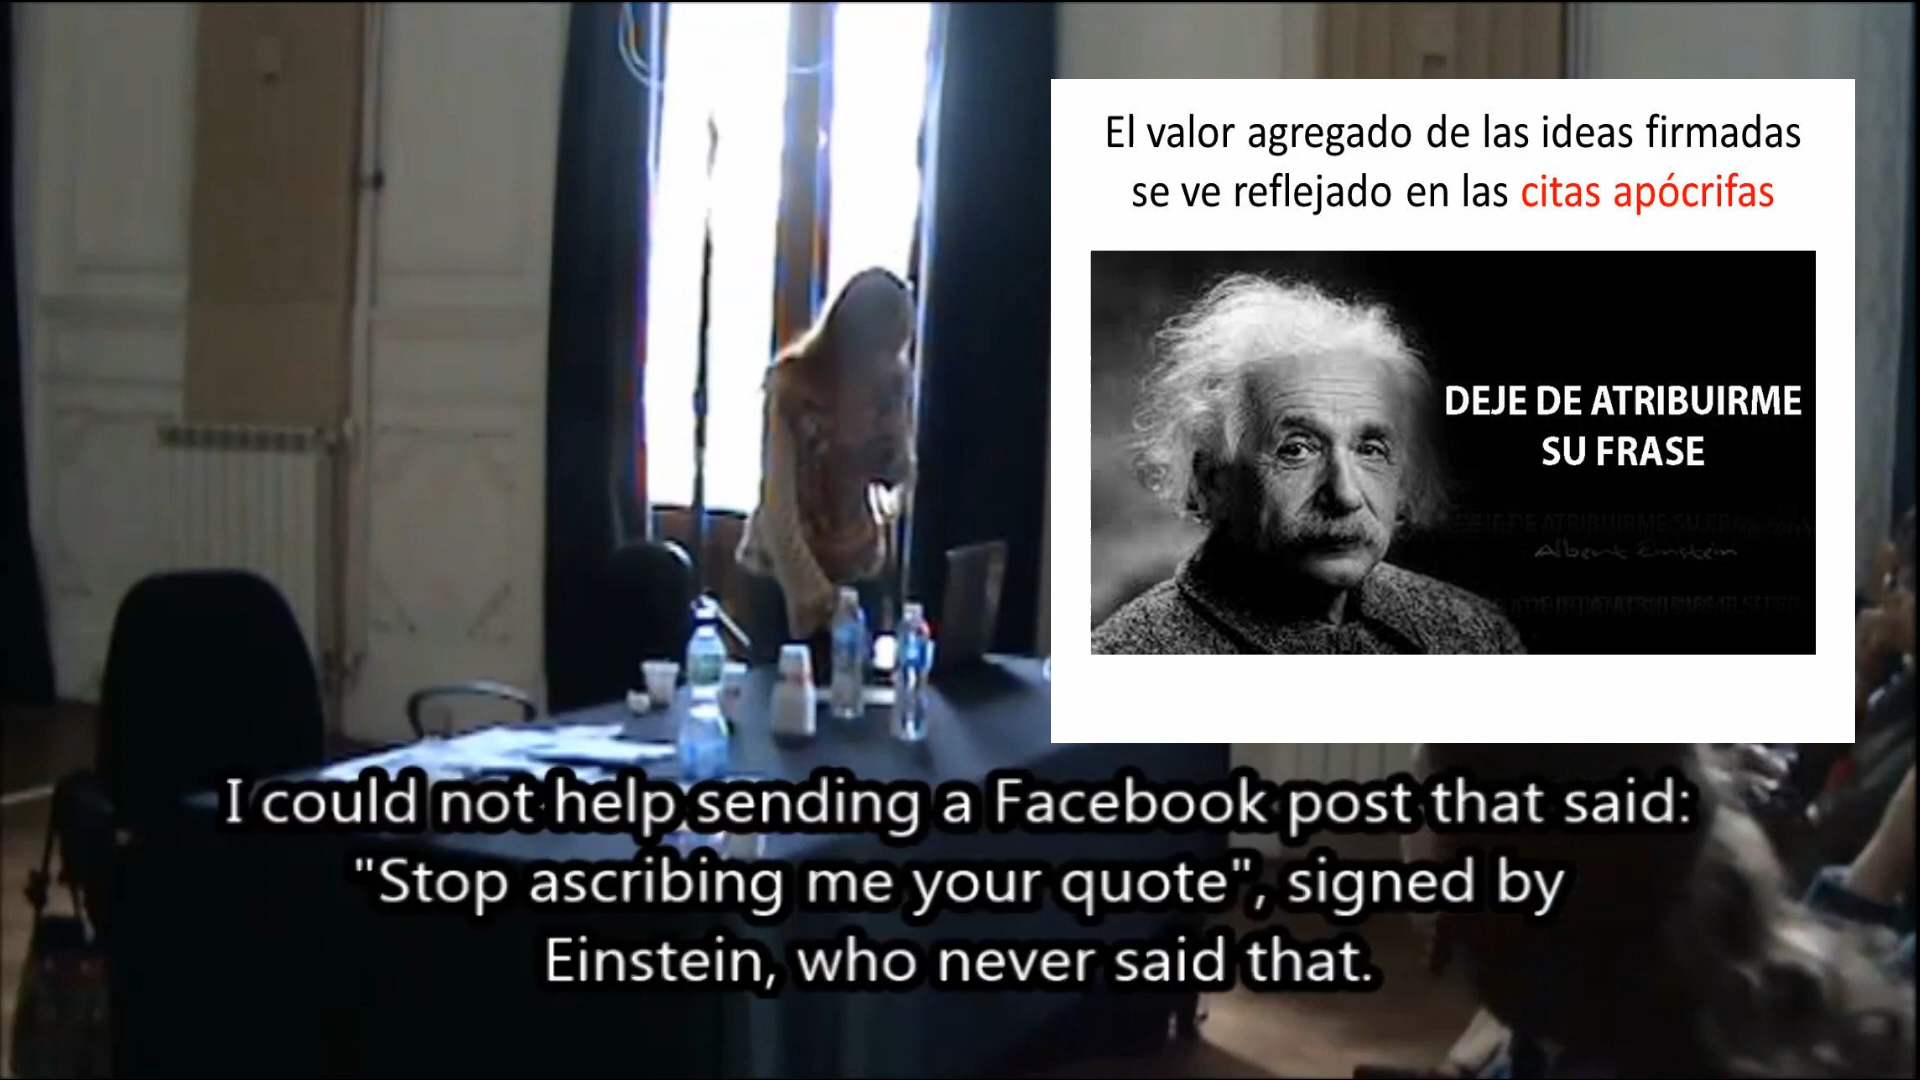 El valor agregado de las ideas firmadas
se ve reflejado en las citas apócrifas
DEJE DE ATRIBUIRME
SU FRASE
Albert Einstein
I could not help sending a Facebook post that said:
"Stop ascribing me your quote", signed by
Einstein, who never said that.